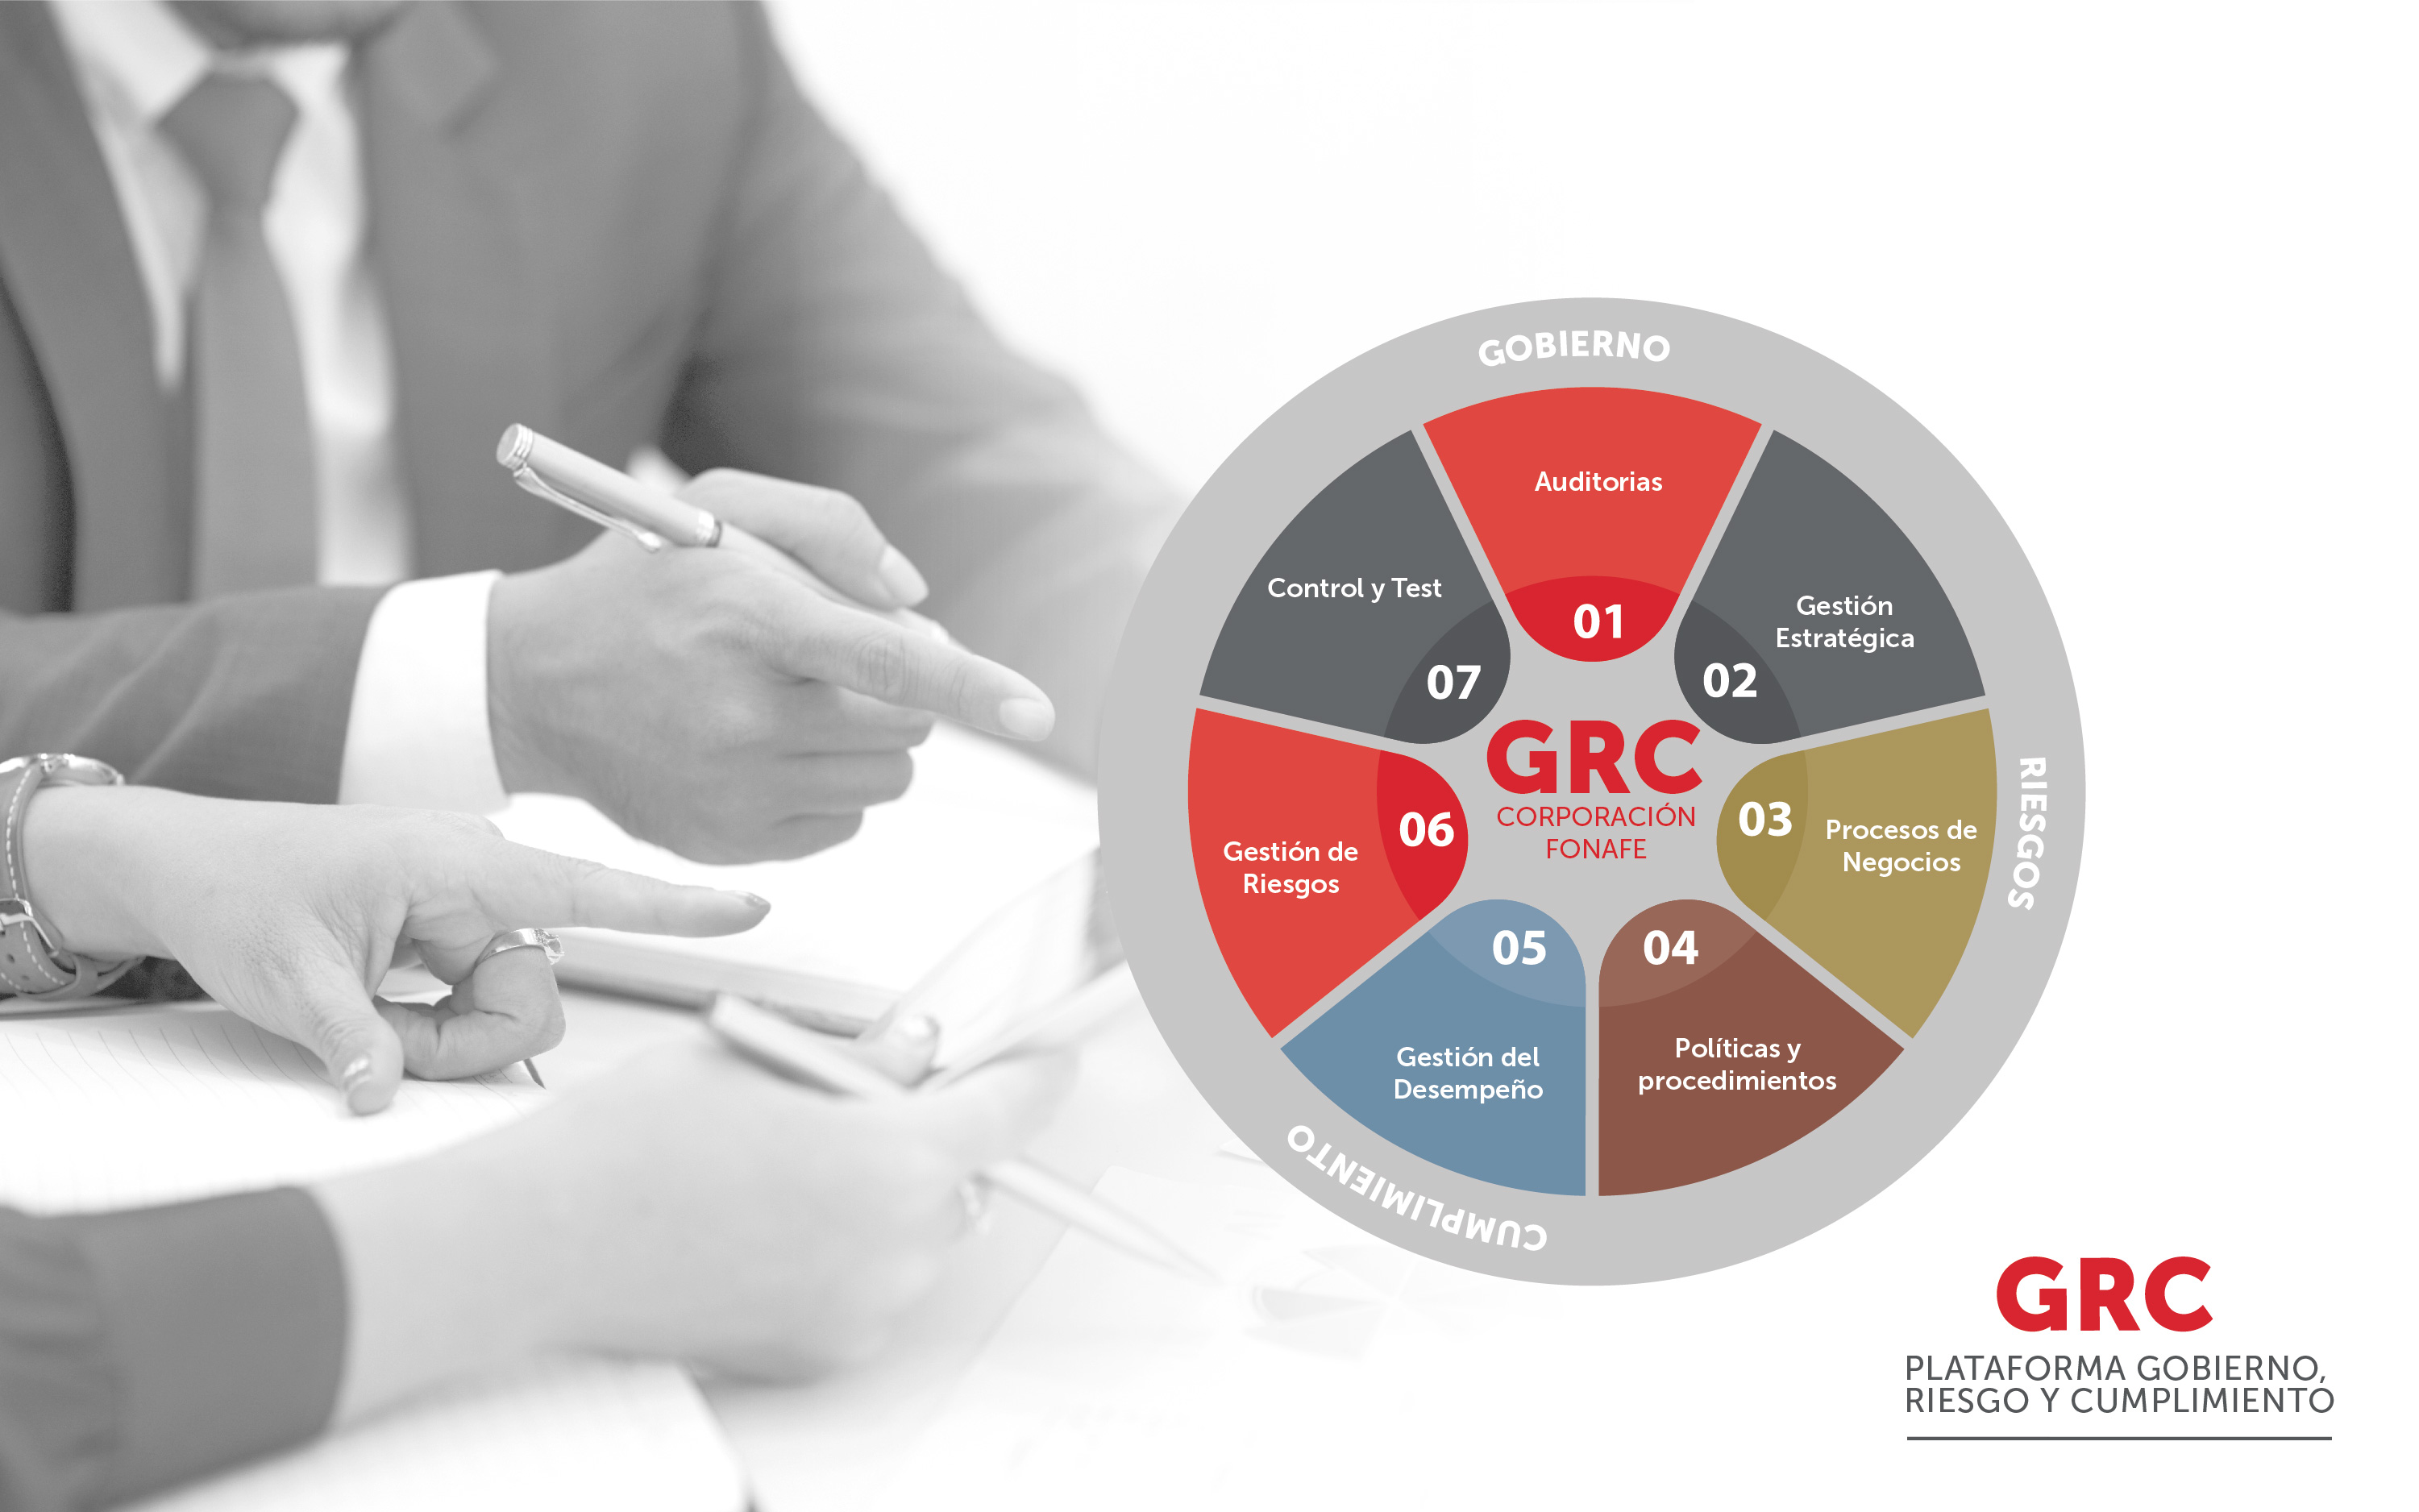 GOBIERNO
RIESGOS
CUMPLIMIENTO
Auditorias
01
Gestión
Estratégica
02
Procesos de
Negocios
03
Políticas y
procedimientos
04
Gestión del
Desempeño
05
Gestión de
Riesgos
06
Control y Test
07
GRC
CORPORACIÓN
FONAFE
GRC
PLATAFORMA GOBIERNO,
RIESGO Y CUMPLIMIENTO